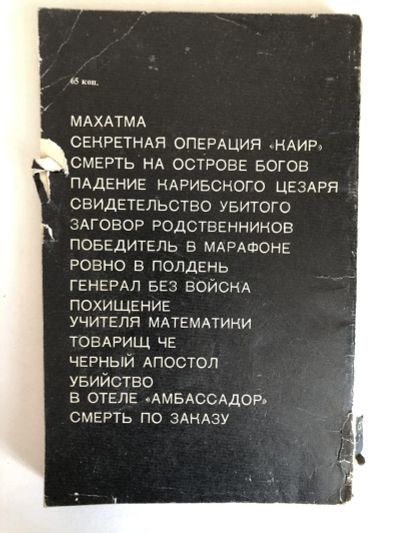 65 коп.
МАХАТМА
СЕКРЕТНАЯ ОПЕРАЦИЯ «КАИР»
СМЕРТЬ НА ОСТРОВЕ БОГОВ
ПАДЕНИЕ КАРИБСКОГО ЦЕЗАРЯ
СВИДЕТЕЛЬСТВО УБИТОГО
ЗАГОВОР РОДСТВЕННИКОВ
ПОБЕДИТЕЛЬ В МАРАФОНЕ
РОВНО В ПОЛДЕНЬ
ГЕНЕРАЛ БЕЗ ВОЙСКА
ПОХИЩЕНИЕ
УЧИТЕЛЯ МАТЕМАТИКИ
ТОВАРИЩ ЧЕ
ЧЕРНЫЙ АПОСТОЛ
УБИЙСТВО
В ОТЕЛЕ «АМБАССАДОР»
СМЕРТЬ ПО ЗАКАЗУ